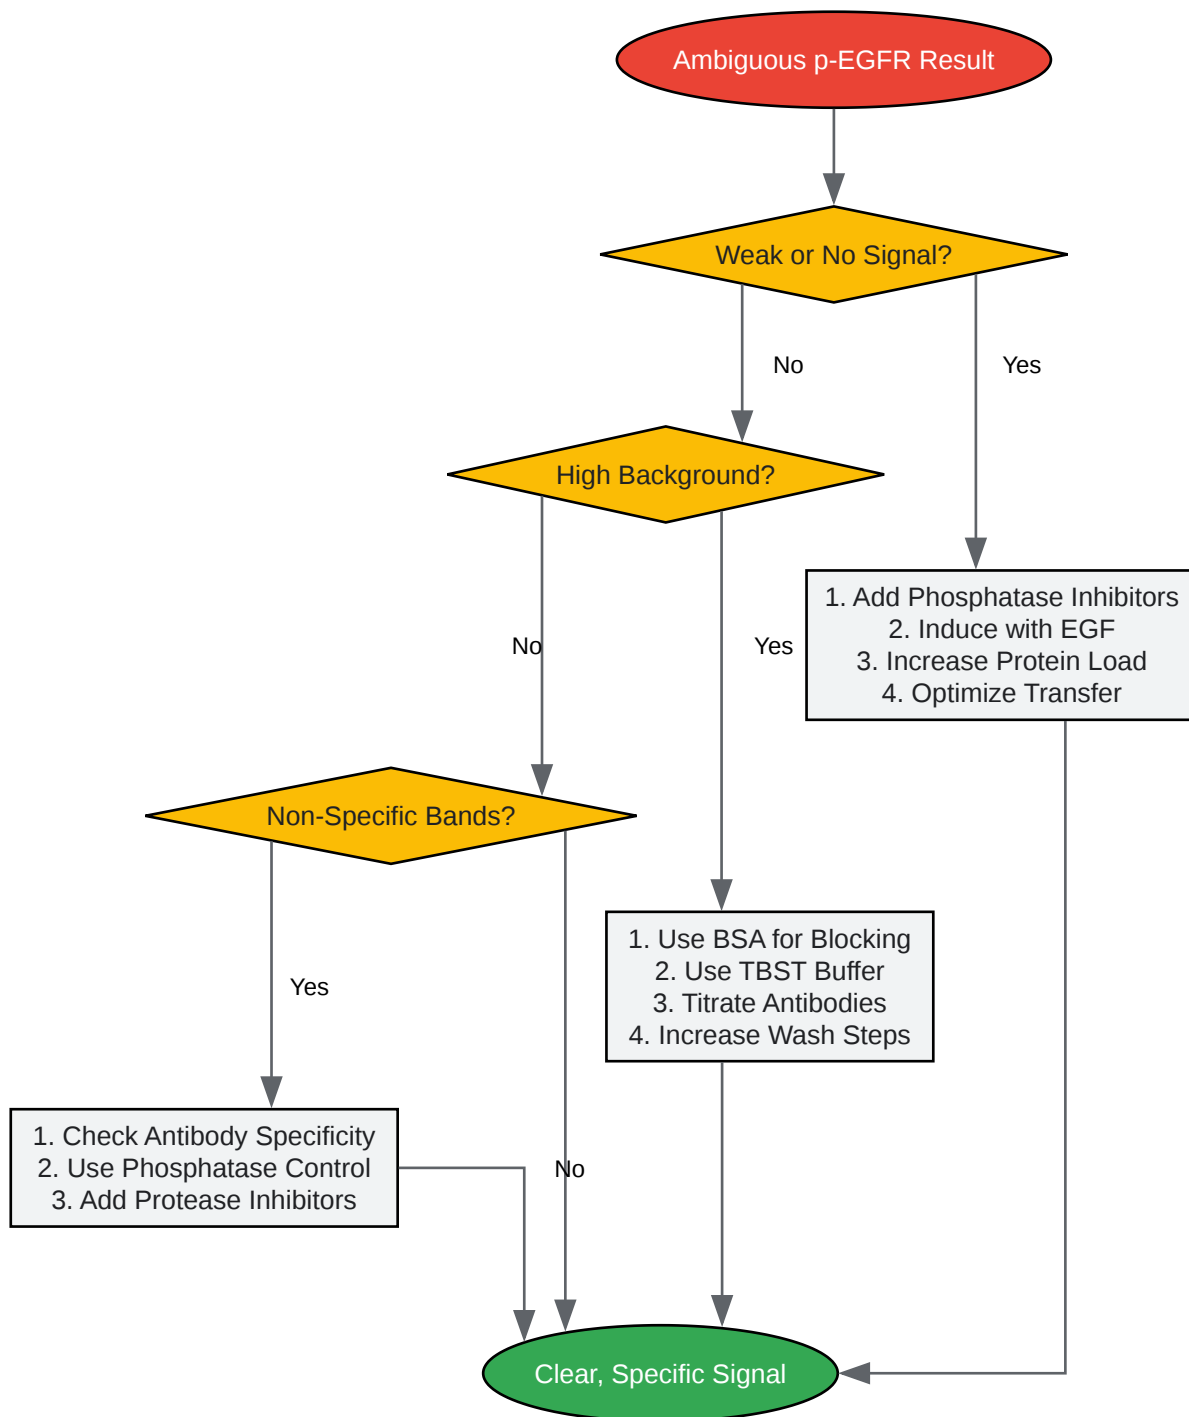 Ambiguous p-EGFR Result
Weak or No Signal?
No
Yes
High Background?
1. Add Phosphatase Inhibitors
2. Induce with EGF
3. Increase Protein Load
4. Optimize Transfer
No
Yes
Non-Specific Bands?
1. Use BSA for Blocking
2. Use TBST Buffer
3. Titrate Antibodies
4. Increase Wash Steps
Yes
1. Check Antibody Specificity
2. Use Phosphatase Control
3. Add Protease Inhibitors
No
Clear, Specific Signal